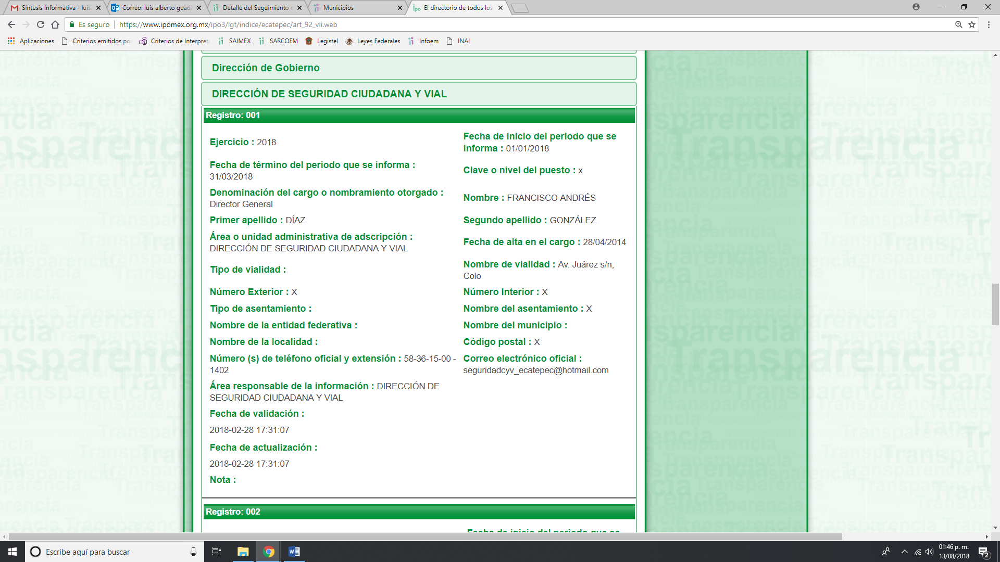 Síntesis Informativa - luis
Correo: luis alberto guada
Detalle del Seguimiento d
Municipios
El directorio de todos los
Es seguro
https://www.ipomex.org.mx/ipo3/lgt/indice/ecatepec/art_92_vii.web
Aplicaciones
Criterios emitidos po
Criterios de Interpreta
SAIMEX
SARCOEM
Legistel
Leyes Federales
Infoem
INAI
Dirección de Gobierno
DIRECCIÓN DE SEGURIDAD CIUDADANA Y VIAL
Registro: 001
Ejercicio : 2018
Fecha de inicio del periodo que se
informa : 01/01/2018
Fecha de término del periodo que se informa :
31/03/2018
Clave o nivel del puesto : x
Denominación del cargo o nombramiento otorgado :
Director General
Nombre : FRANCISCO ANDRÉS
Primer apellido : DÍAZ
Segundo apellido : GONZÁLEZ
Área o unidad administrativa de adscripción :
DIRECCIÓN DE SEGURIDAD CIUDADANA Y VIAL
Fecha de alta en el cargo : 28/04/2014
Tipo de vialidad :
Nombre de vialidad : Av. Juárez s/n,
Colo
Número Exterior : X
Número Interior : X
Tipo de asentamiento :
Nombre del asentamiento : X
Nombre de la entidad federativa :
Nombre del municipio :
Nombre de la localidad :
Código postal : X
Número (s) de teléfono oficial y extensión : 58-36-15-00 -
1402
Correo electrónico oficial :
seguridadcyv_ecatepec@hotmail.com
Área responsable de la información : DIRECCIÓN DE
SEGURIDAD CIUDADANA Y VIAL
Fecha de validación :
2018-02-28 17:31:07
Fecha de actualización :
2018-02-28 17:31:07
Nota :
Registro: 002
Fecha de inicio del periodo que se
Transparencia
Escribe aquí para buscar
01:46 p. m.
13/08/2018
2